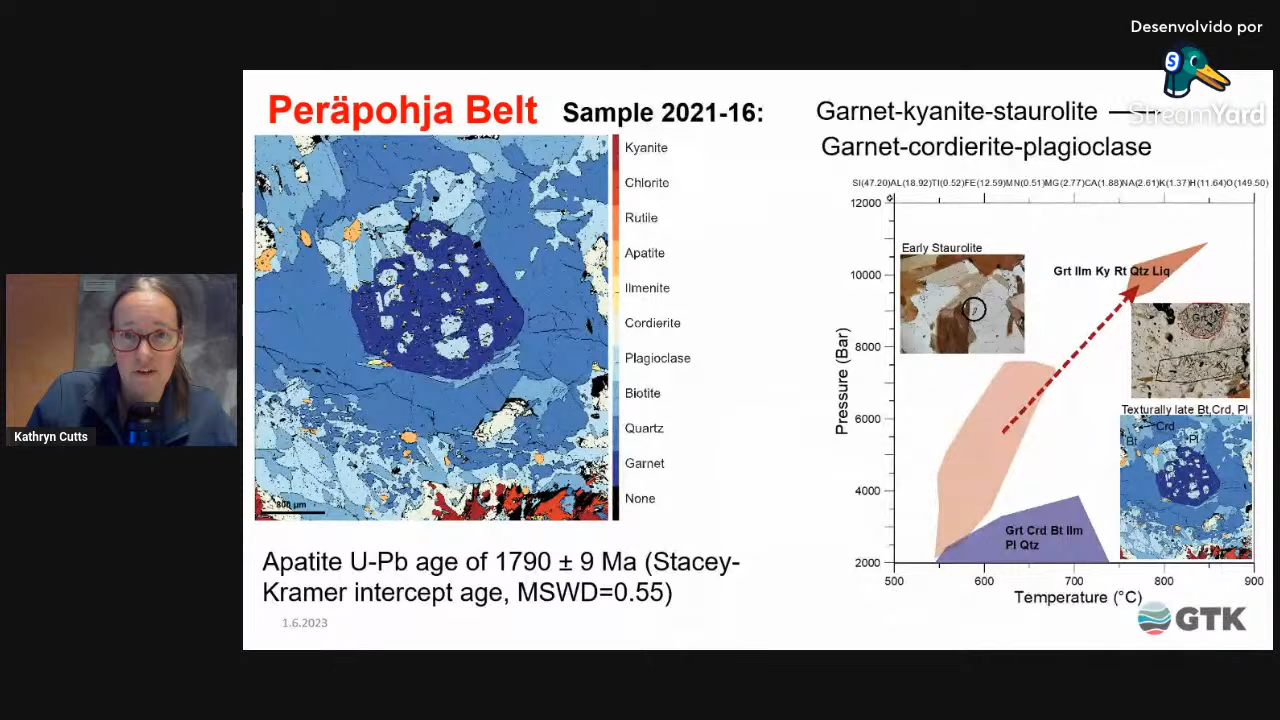 Desenvolvido por
StreamYard
Peräpohja Belt
Sample 2021-16:
Garnet-kyanite-staurolite
Garnet-cordierite-plagioclase
Kyanite
Chlorite
Rutile
Apatite
Ilmenite
Cordierite
Plagioclase
Biotite
Quartz
Garnet
None
800 µm
Apatite U-Pb age of 1790 ± 9 Ma (Stacey-
Kramer intercept age, MSWD=0.55)
1.6.2023
SI(47.20)AL(18.92)TI(0.52)FE(12.59)MN(0.51)MG(2.77)CA(1.88)NA(2.61)K(1.37)H(11.64)O(149.50)
12000
10000
8000
6000
4000
2000
Pressure (Bar)
Early Staurolite
Grt Ilm Ky Rt Qtz Liq
Grt
Texturally late Bt,Crd, Pl
Crd
Bt
Pl
Grt Crd Bt Ilm
Pl Qtz
500
600
700
800
900
Temperature (°C)
GTK
Kathryn Cutts